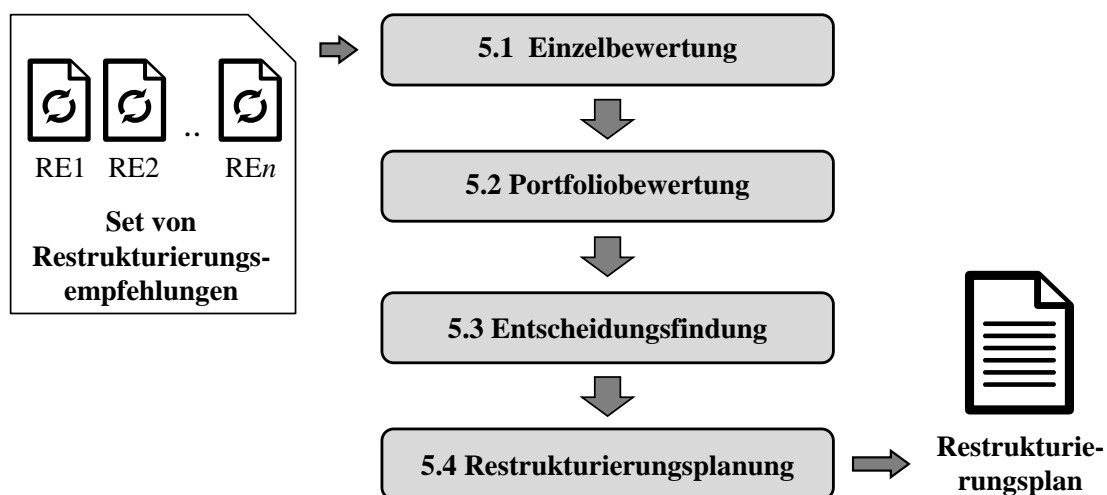 RE1 RE2 .. REn
Set von
Restrukturierungs-
empfehlungen
5.1 Einzelbewertung
5.2 Portfoliobewertung
5.3 Entscheidungsfindung
5.4 Restrukturierungsplanung
Restrukturie-
rungsplan